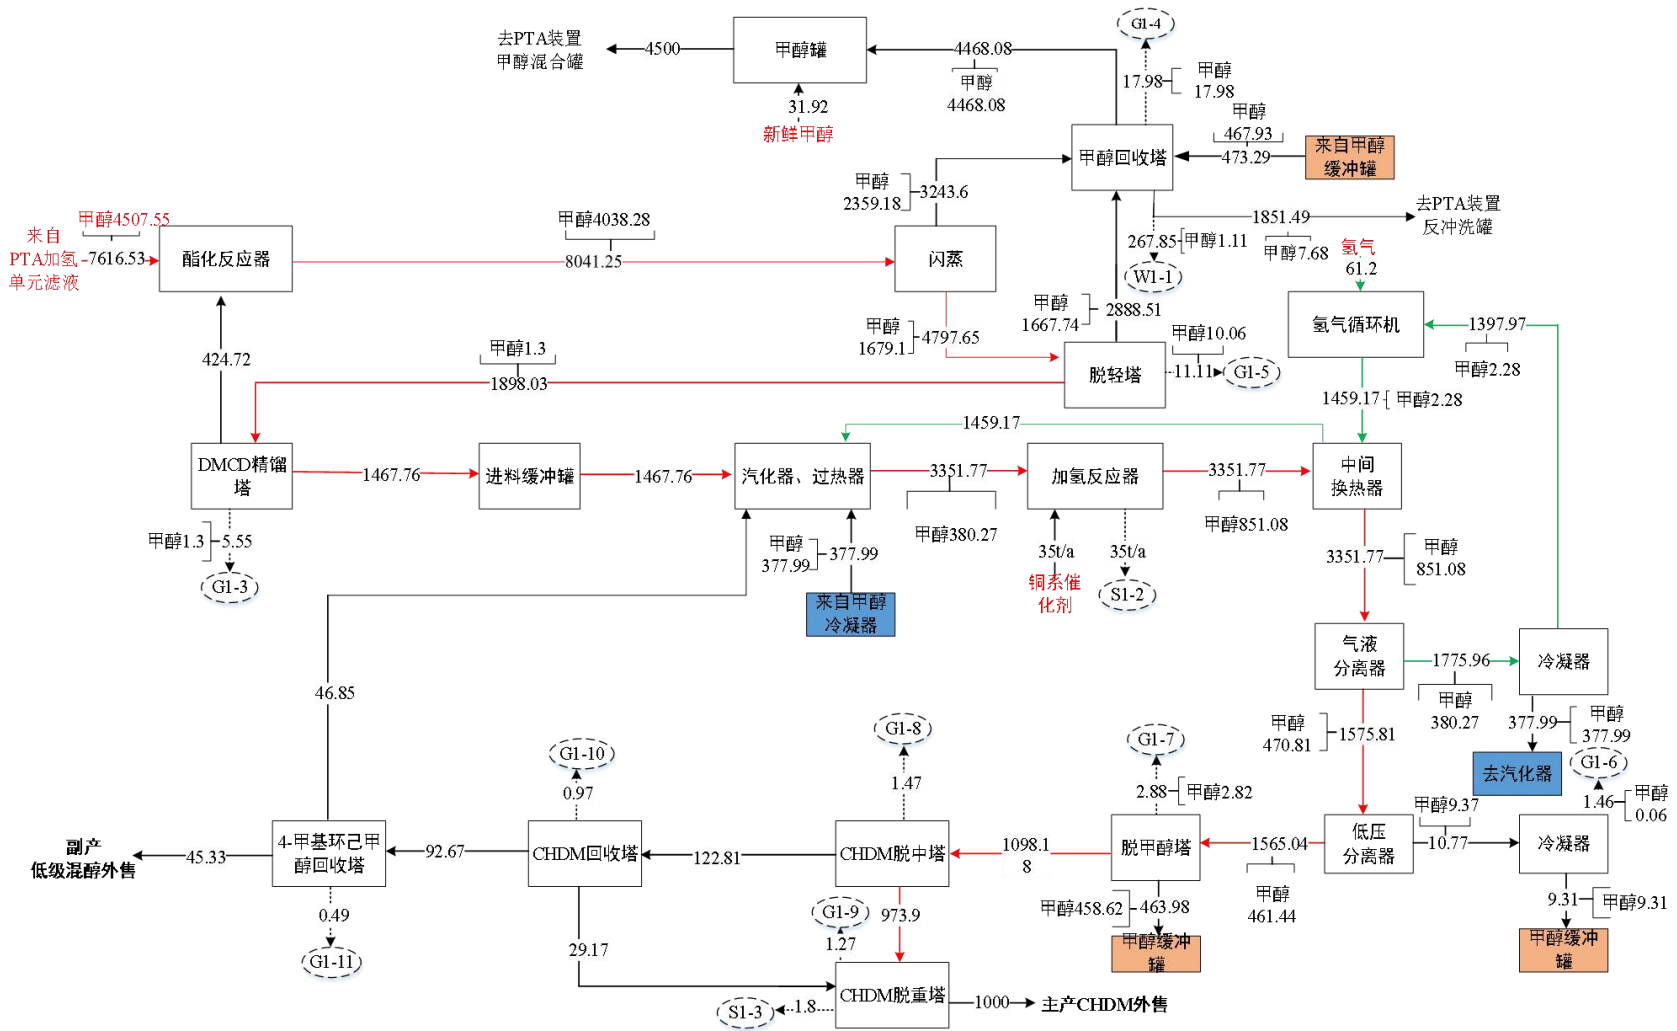 G1-4
去PTA装置
甲醇混合罐
4500
甲醇罐
4468.08
甲醇
4468.08
17.98
甲醇
17.98
31.92
新鲜甲醇
甲醇
467.93
473.29
来自甲醇
缓冲罐
甲醇回收塔
甲醇
2359.18
3243.6
去PTA装置
反冲洗罐
1851.49
甲醇7.68
267.85
甲醇1.11
W1-1
甲醇4507.55
来自
PTA加氢
单元滤液
7616.53
酯化反应器
甲醇4038.28
8041.25
闪蒸
氢气
61.2
甲醇
1667.74
2888.51
氢气循环机
1397.97
甲醇2.28
甲醇
1679.1
4797.65
424.72
甲醇1.3
1898.03
脱轻塔
甲醇10.06
11.11
G1-5
1459.17
甲醇2.28
1459.17
DMCD精馏
塔
1467.76
进料缓冲罐
1467.76
汽化器、过热器
3351.77
甲醇380.27
加氢反应器
3351.77
甲醇851.08
中间
换热器
甲醇1.3
5.55
G1-3
甲醇
377.99
377.99
来自甲醇
冷凝器
35t/a
铜系催
化剂
35t/a
S1-2
3351.77
甲醇
851.08
气液
分离器
1775.96
甲醇
380.27
冷凝器
46.85
甲醇
470.81
1575.81
377.99
甲醇
377.99
去汽化器
G1-6
1.46
甲醇
0.06
G1-10
0.97
G1-8
1.47
G1-7
2.88
甲醇2.82
甲醇9.37
10.77
副产
低级混醇外售
45.33
4-甲基环己甲
醇回收塔
92.67
CHDM回收塔
122.81
CHDM脱中塔
1098.1
8
脱甲醇塔
1565.04
甲醇
461.44
低压
分离器
冷凝器
0.49
G1-11
29.17
G1-9
1.27
973.9
甲醇458.62
463.98
甲醇缓冲
罐
9.31
甲醇9.31
甲醇缓冲
罐
S1-3
1.8
CHDM脱重塔
1000
主产CHDM外售